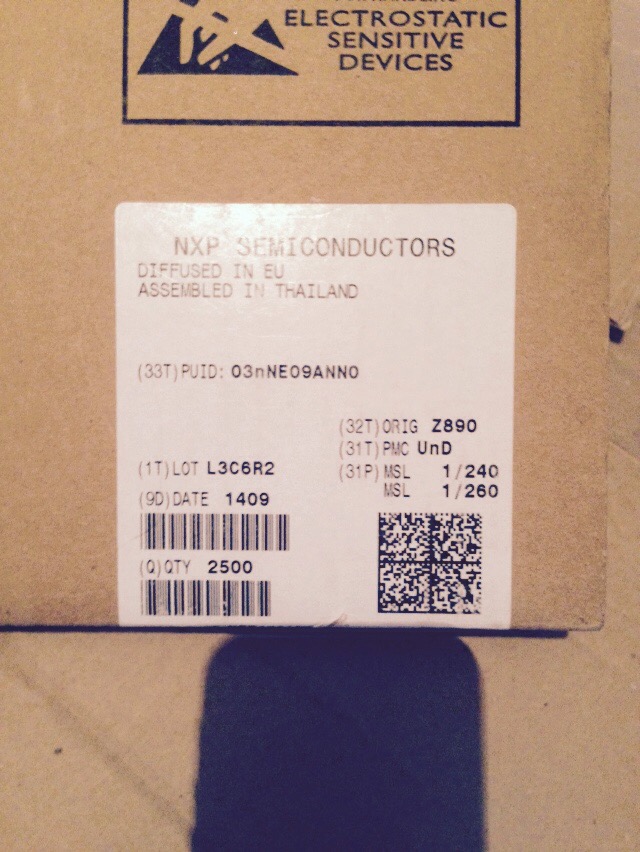 ELECTROSTATIC
SENSITIVE
DEVICES
NXP SEMICONDUCTORS
DIFFUSED IN EU
ASSEMBLED IN THAILAND
(33T)PUID: 03nNE09ANN0
(32T)ORIG Z890
(31T)PMC UnD
(1T)LOT L3C6R2
(31P)MSL 1/240
MSL 1/260
(9D)DATE 1409
(Q)QTY 2500